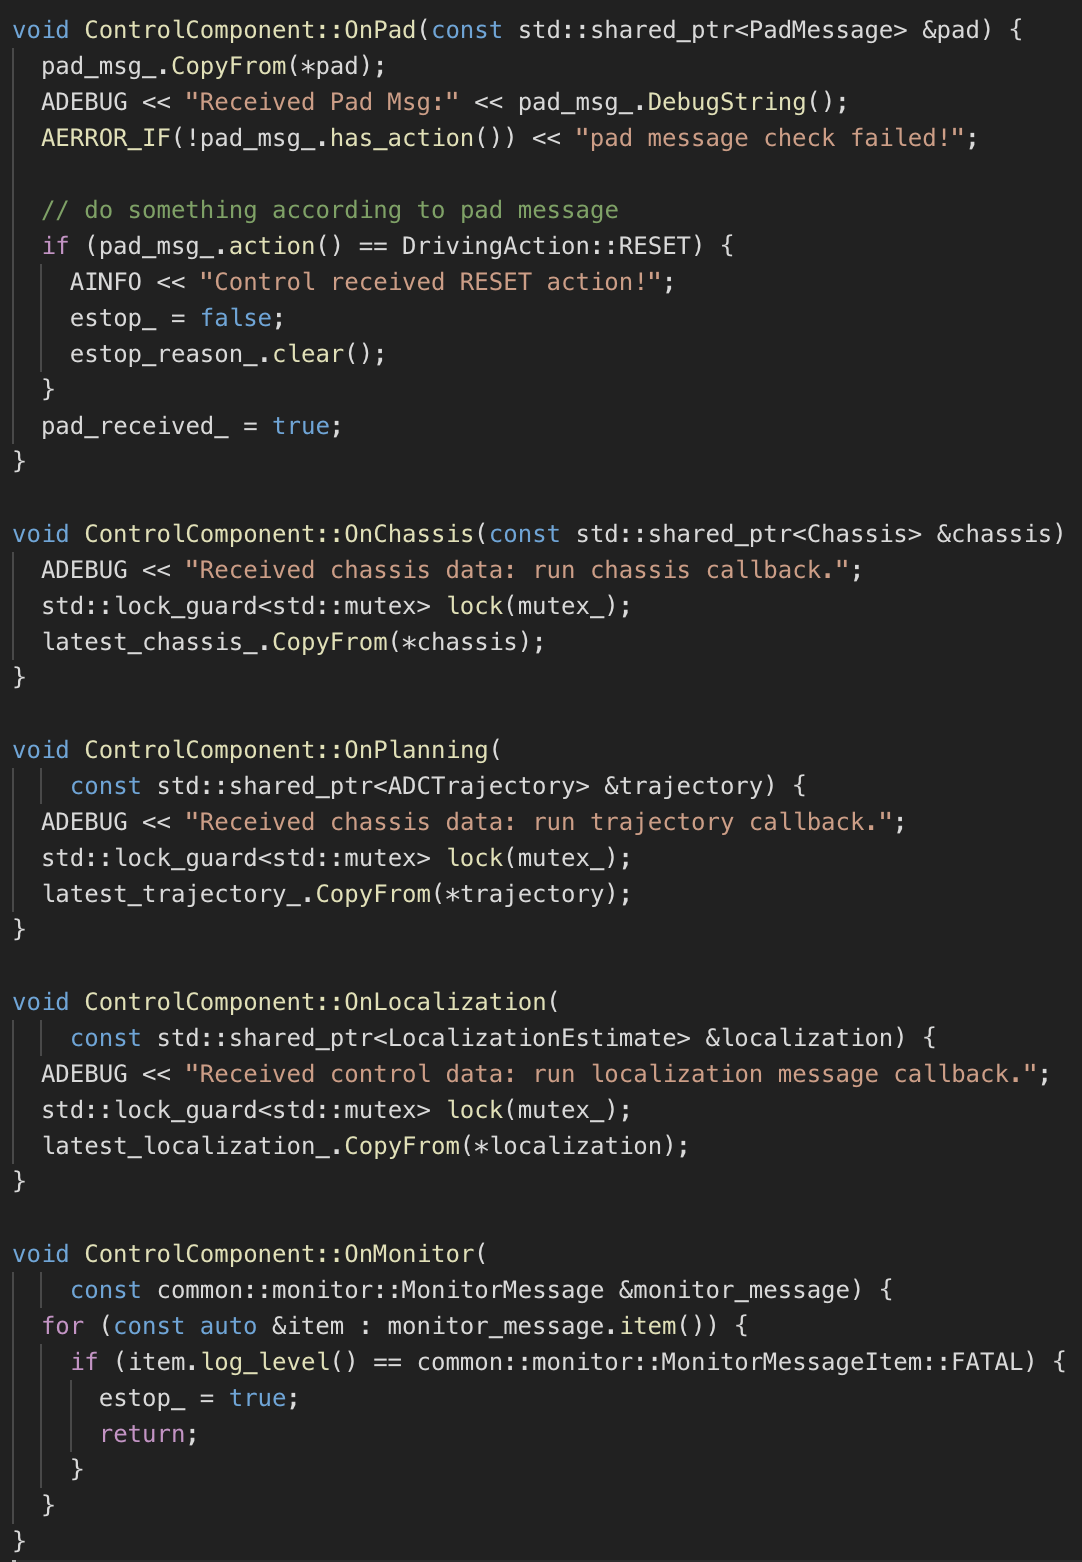 void ControlComponent::OnPad(const std::shared_ptr<PadMessage> &pad) {
  pad_msg_.CopyFrom(*pad);
  ADEBUG << "Received Pad Msg:" << pad_msg_.DebugString();
  AERROR_IF(!pad_msg_.has_action()) << "pad message check failed!";

  // do something according to pad message
  if (pad_msg_.action() == DrivingAction::RESET) {
    AINFO << "Control received RESET action!";
    estop_ = false;
    estop_reason_.clear();
  }
  pad_received_ = true;
}

void ControlComponent::OnChassis(const std::shared_ptr<Chassis> &chassis)
  ADEBUG << "Received chassis data: run chassis callback.";
  std::lock_guard<std::mutex> lock(mutex_);
  latest_chassis_.CopyFrom(*chassis);
}

void ControlComponent::OnPlanning(
    const std::shared_ptr<ADCTrajectory> &trajectory) {
  ADEBUG << "Received chassis data: run trajectory callback.";
  std::lock_guard<std::mutex> lock(mutex_);
  latest_trajectory_.CopyFrom(*trajectory);
}

void ControlComponent::OnLocalization(
    const std::shared_ptr<LocalizationEstimate> &localization) {
  ADEBUG << "Received control data: run localization message callback.";
  std::lock_guard<std::mutex> lock(mutex_);
  latest_localization_.CopyFrom(*localization);
}

void ControlComponent::OnMonitor(
    const common::monitor::MonitorMessage &monitor_message) {
  for (const auto &item : monitor_message.item()) {
    if (item.log_level() == common::monitor::MonitorMessageItem::FATAL) {
      estop_ = true;
      return;
    }
  }
}